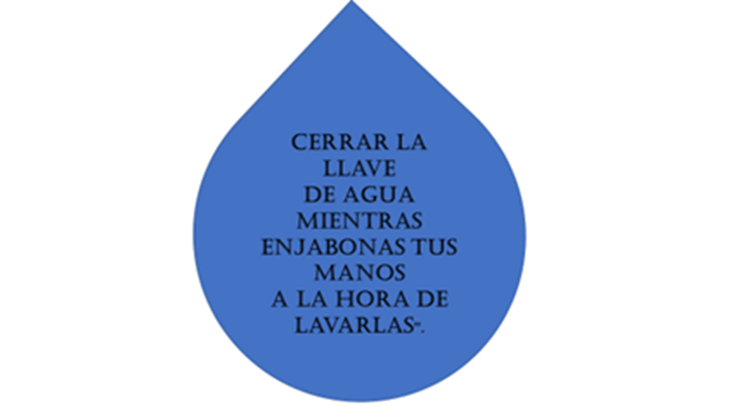 CERRAR LA
LLAVE
DE AGUA
MIENTRAS
ENJABONAS TUS
MANOS
A LA HORA DE
LAVARLAS”.